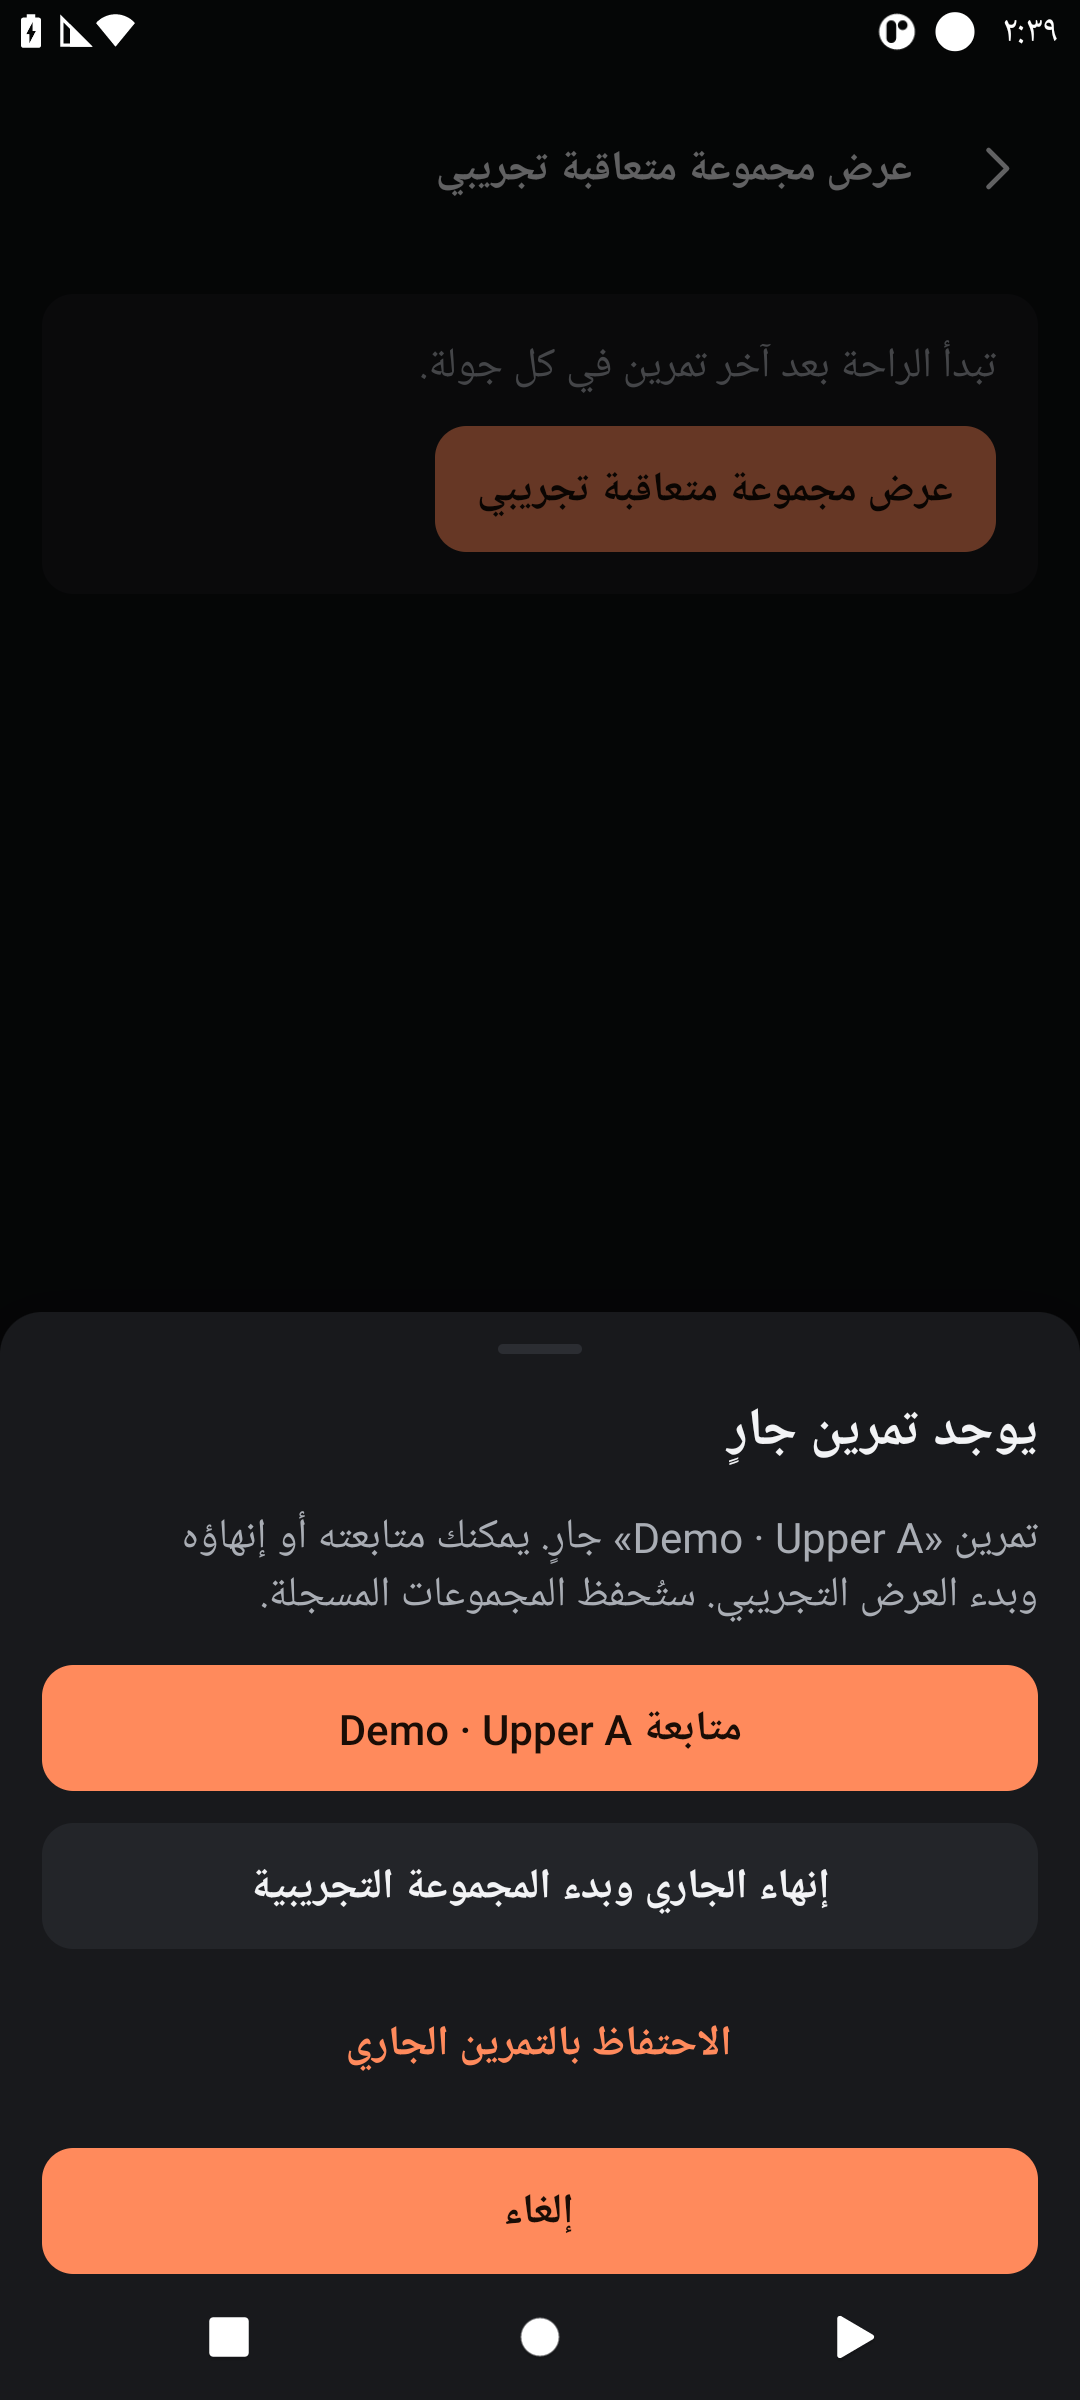 ٢:٣٩
عرض مجموعة متعاقبة تجريبي
تبدأ الراحة بعد آخر تمرين في كل جولة.
عرض مجموعة متعاقبة تجريبي
يوجد تمرين جارٍ
تمرين «Demo · Upper A» جارٍ. يمكنك متابعته أو إنهاؤه
وبدء العرض التجريبي. ستُحفظ المجموعات المسجلة.
متابعة Demo · Upper A
إنهاء الجاري وبدء المجموعة التجريبية
الاحتفاظ بالتمرين الجاري
إلغاء